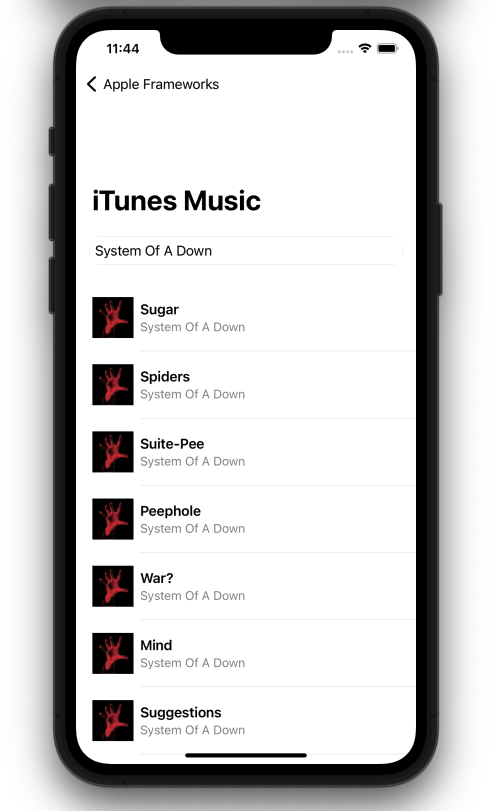 11:44
Apple Frameworks
iTunes Music
System Of A Down
Sugar
System Of A Down
Spiders
System Of A Down
Suite-Pee
System Of A Down
Peephole
System Of A Down
War?
System Of A Down
Mind
System Of A Down
Suggestions
System Of A Down